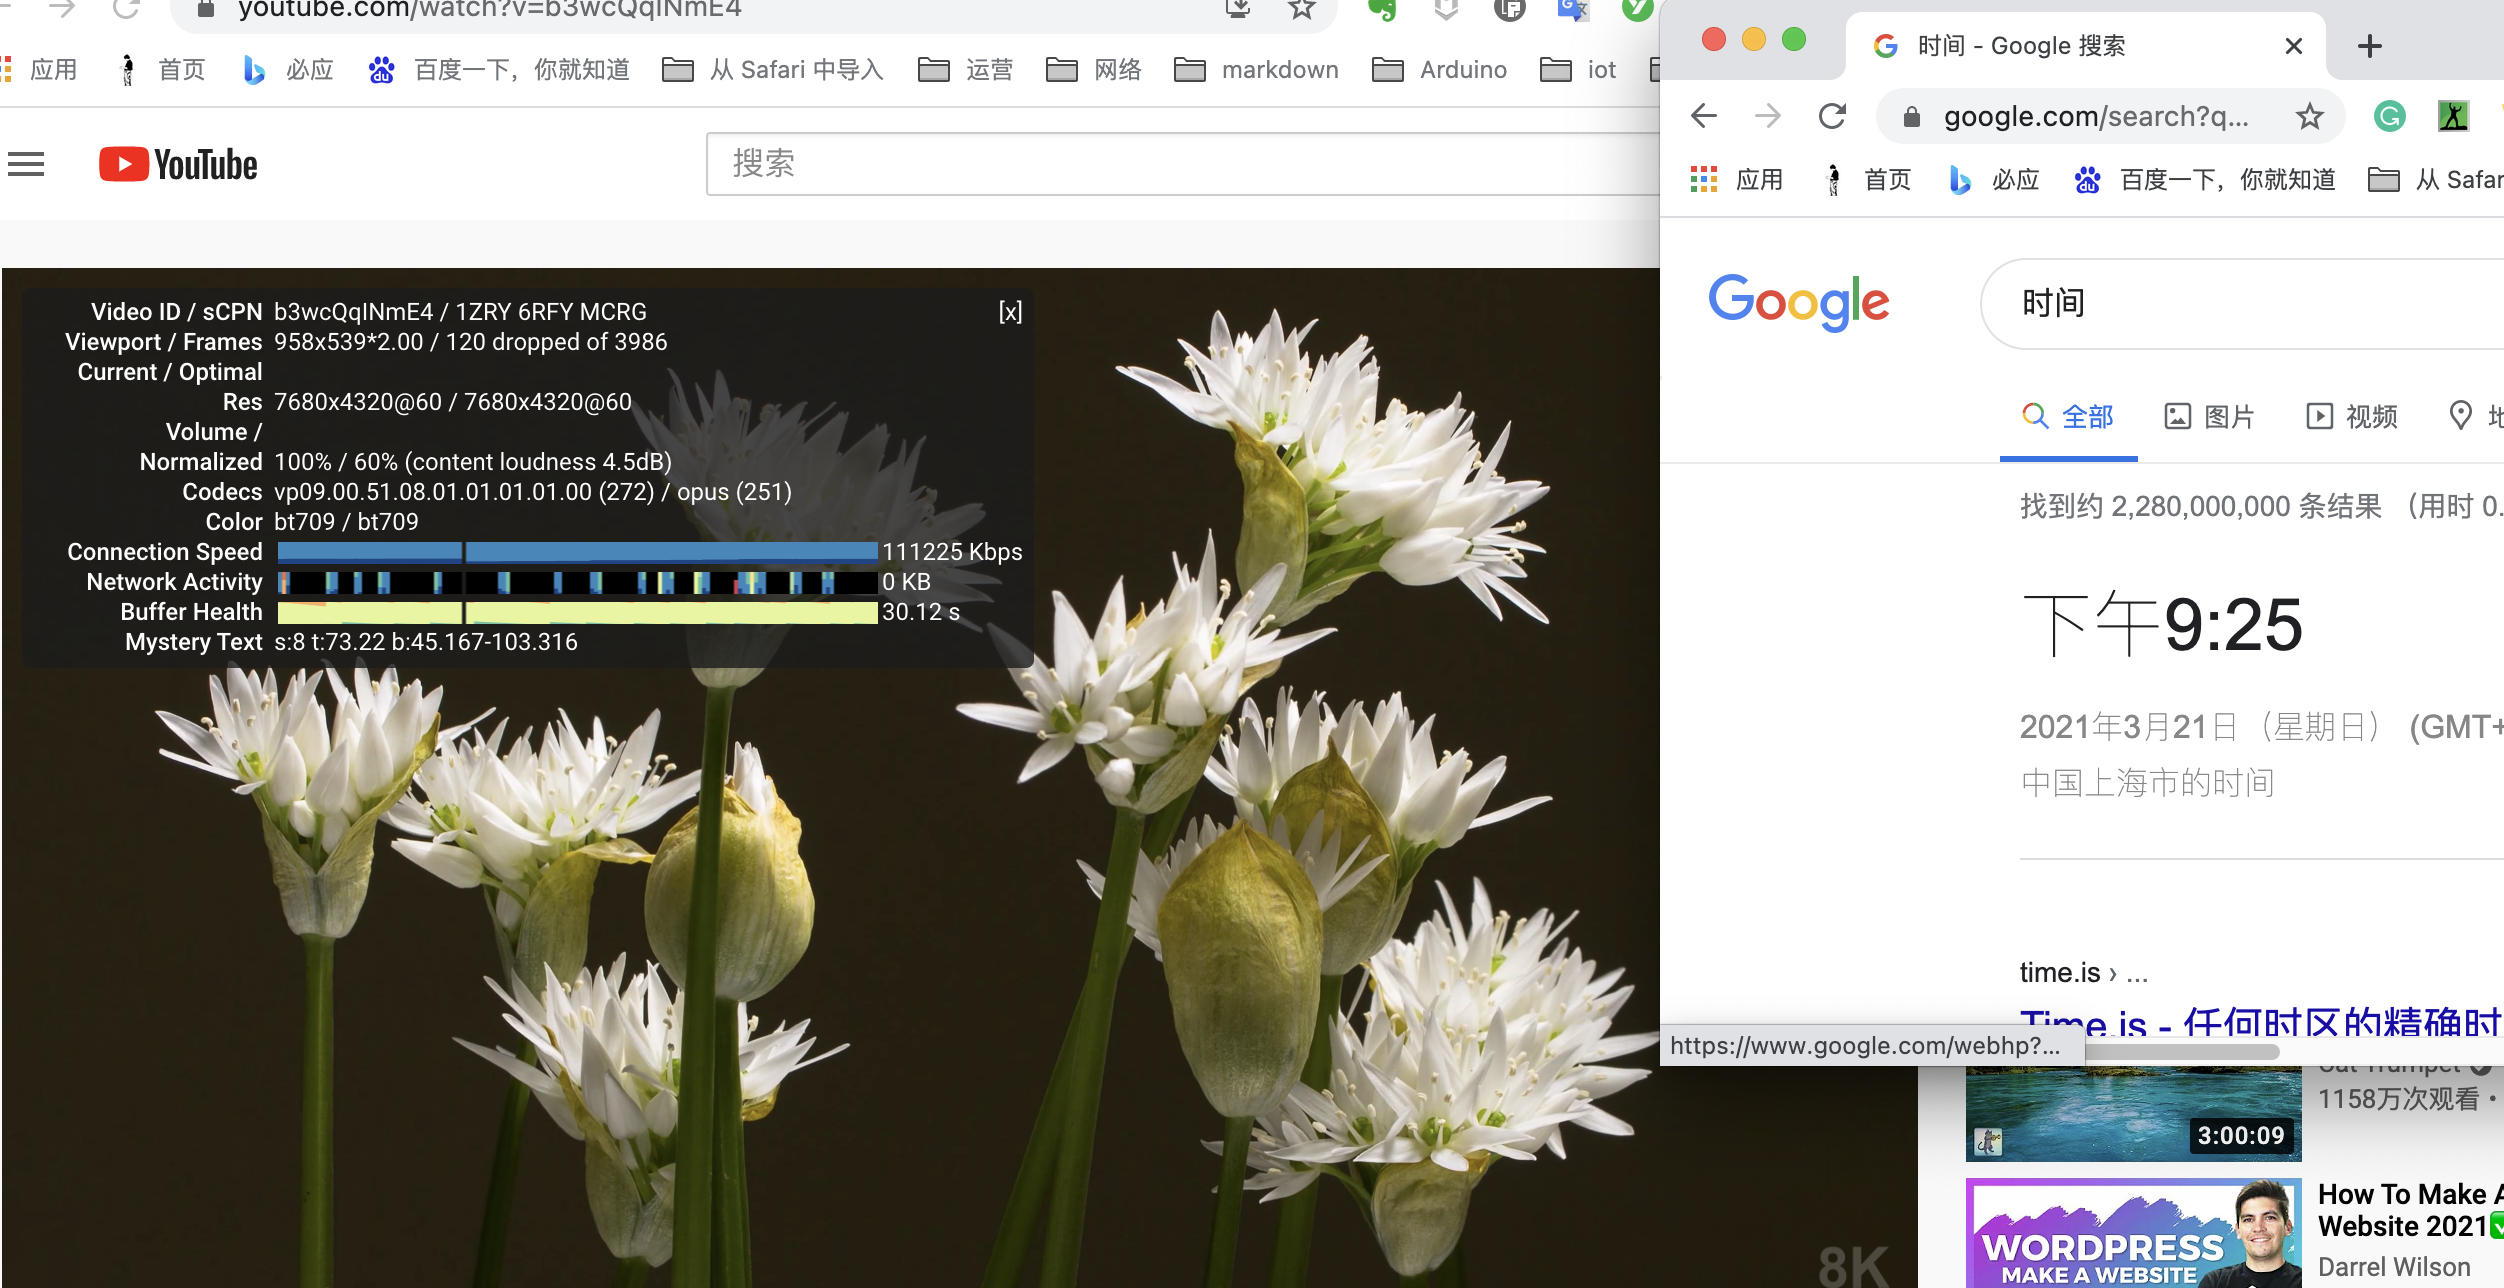 youtube.com/watch?v=b3wcQqINmE4
应用
首页
必应
百度一下，你就知道
从 Safari 中导入
运营
网络
markdown
Arduino
iot
YouTube
搜索
Video ID / sCPN b3wcQqINmE4 / 1ZRY 6RFY MCRG [x]
Viewport / Frames 958x539*2.00 / 120 dropped of 3986
Current / Optimal
Res 7680x4320@60 / 7680x4320@60
Volume /
Normalized 100% / 60% (content loudness 4.5dB)
Codecs vp09.00.51.08.01.01.01.01.00 (272) / opus (251)
Color bt709 / bt709
Connection Speed 111225 Kbps
Network Activity 0 KB
Buffer Health 30.12 s
Mystery Text s:8 t:73.22 b:45.167-103.316
8K
时间 - Google 搜索
google.com/search?q...
应用
首页
必应
百度一下，你就知道
从 Safar
Google
时间
全部
图片
视频
找到约 2,280,000,000 条结果 （用时 0.
下午9:25
2021年3月21日（星期日） (GMT+
中国上海市的时间
time.is › ...
Time.is - 任何时区的精确时
https://www.google.com/webhp?...
Cat Trumpet
1158万次观看 •
3:00:09
How To Make A
Website 2021
Darrel Wilson
WORDPRESS
MAKE A WEBSITE